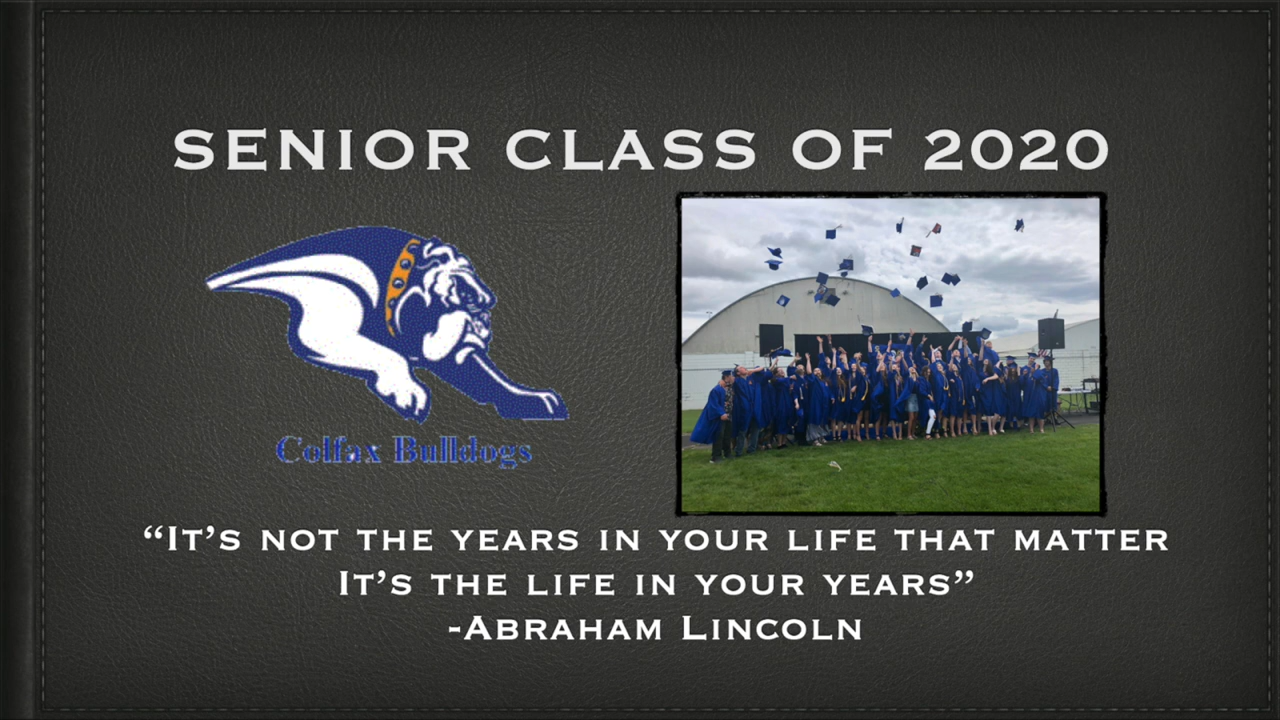 SENIOR CLASS OF 2020
Colfax Bulldogs
“IT’S NOT THE YEARS IN YOUR LIFE THAT MATTER
IT’S THE LIFE IN YOUR YEARS”
-ABRAHAM LINCOLN